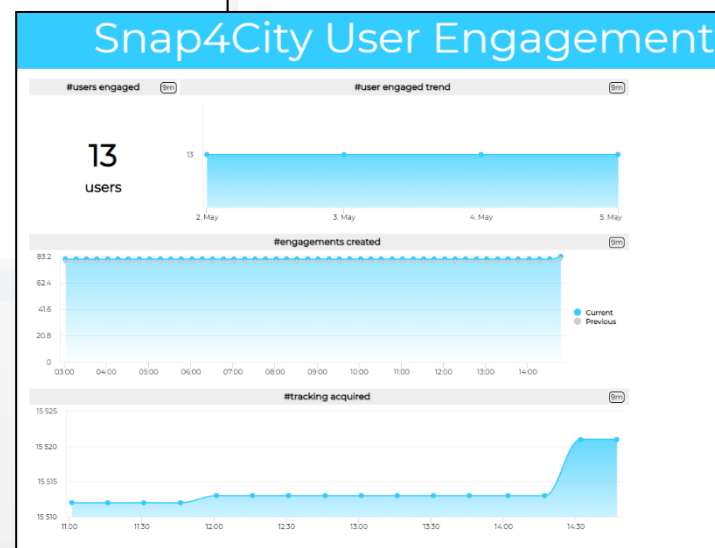 Snap4City User Engagement
#users engaged 9m
#user engaged trend 9m
13
users
13
2. May 3. May 4. May 5. May
#engagements created 9m
83.2
62.4
41.6
20.8
0
Current
Previous
03:00 04:00 05:00 06:00 07:00 08:00 09:00 10:00 11:00 12:00 13:00 14:00
#tracking acquired 9m
15 525
15 520
15 515
15 510
11:00 11:30 12:00 12:30 13:00 13:30 14:00 14:30